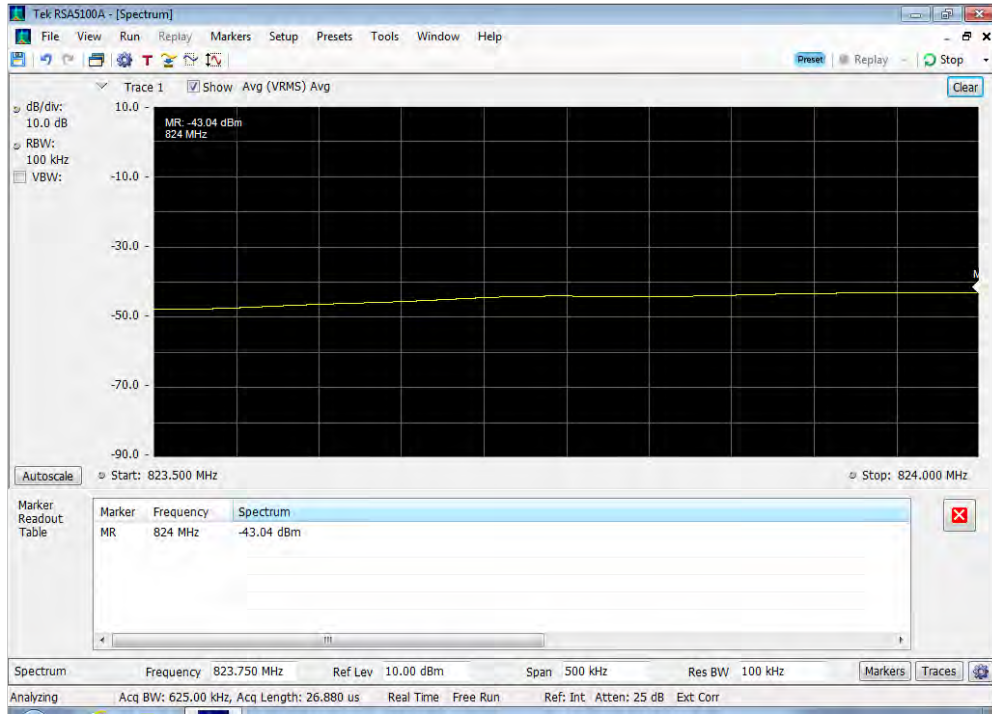 Tek RSA5100A - [Spectrum]
File View Run Replay Markers Setup Presets Tools Window Help
T Preset Replay Stop
Trace 1 Show Avg (VRMS) Avg Clear
dB/div:
10.0 dB
RBW:
100 kHz
VBW:
10.0
-10.0
-30.0
-50.0
-70.0
-90.0
MR: -43.04 dBm
824 MHz
M
Autoscale Start: 823.500 MHz Stop: 824.000 MHz
Marker
Readout
Table
Marker Frequency Spectrum
MR 824 MHz -43.04 dBm
Spectrum Frequency 823.750 MHz Ref Lev 10.00 dBm Span 500 kHz Res BW 100 kHz Markers Traces
Analyzing Acq BW: 625.00 kHz, Acq Length: 26.880 us Real Time Free Run Ref: Int Atten: 25 dB Ext Corr